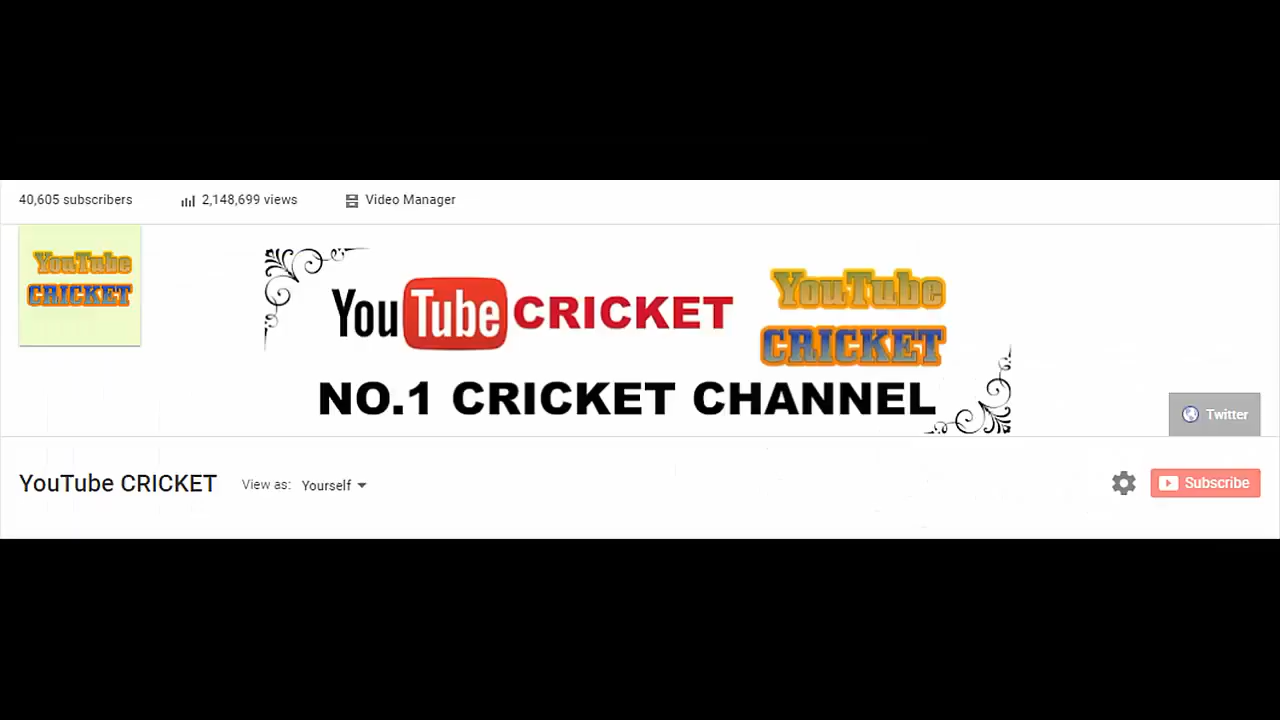 40,605 subscribers 2,148,699 views Video Manager
YouTube
CRICKET
YouTube CRICKET
YouTube
CRICKET
NO.1 CRICKET CHANNEL
Twitter
YouTube CRICKET View as: Yourself Subscribe